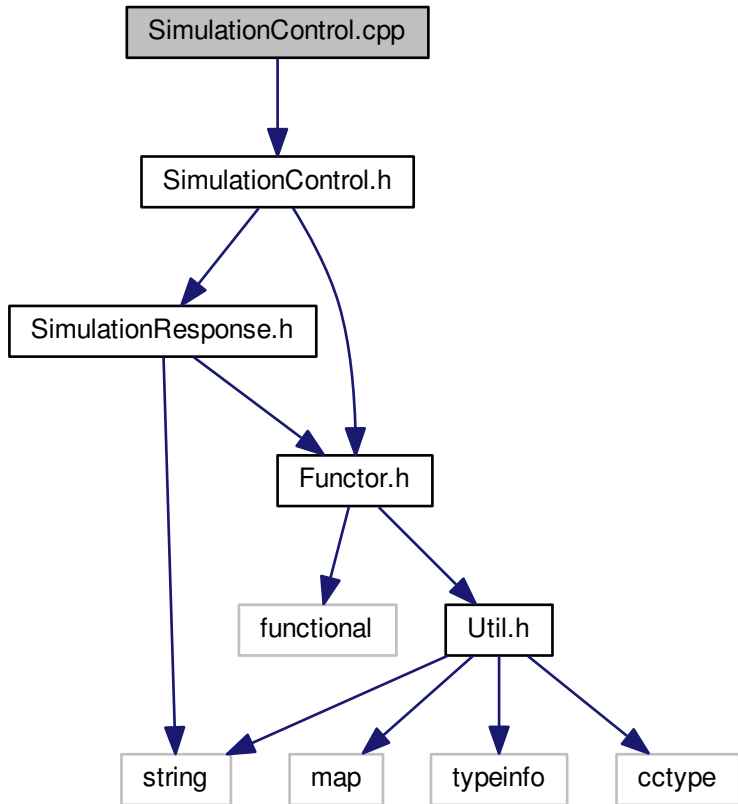 SimulationControl.cpp
SimulationControl.h
SimulationResponse.h
Functor.h
functional
Util.h
string
map
typeinfo
cctype